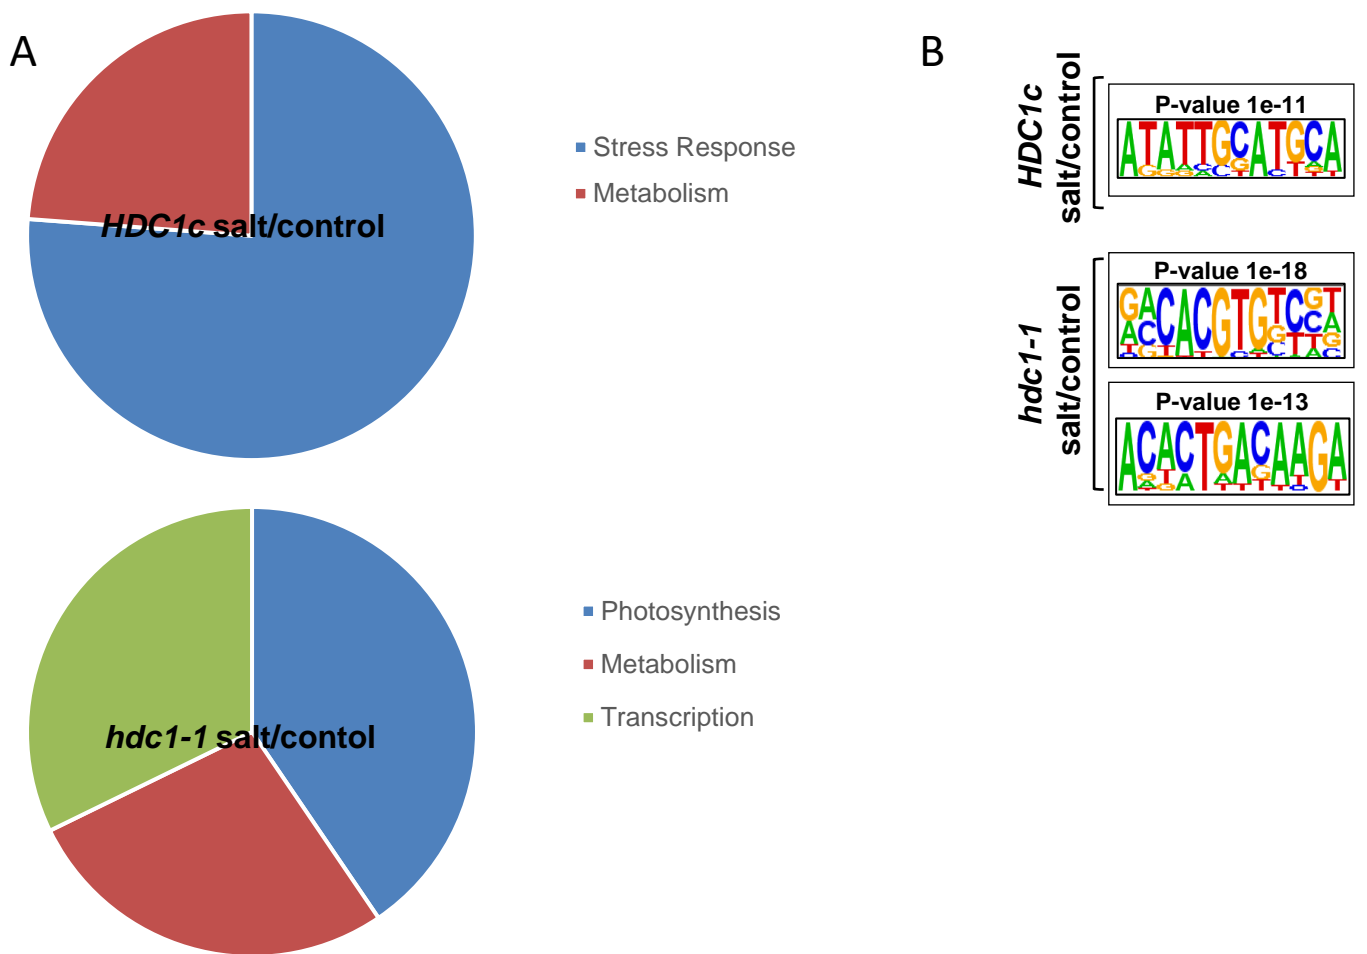 A
HDC1c salt/control
Stress Response
Metabolism
hdc1-1 salt/contol
Photosynthesis
Metabolism
Transcription
B
HDC1c
salt/control
P-value 1e-11
ATATTGCATGCA
hdc1-1
salt/control
P-value 1e-18
GACACGTGTCGT
P-value 1e-13
ACACTGACAAGA